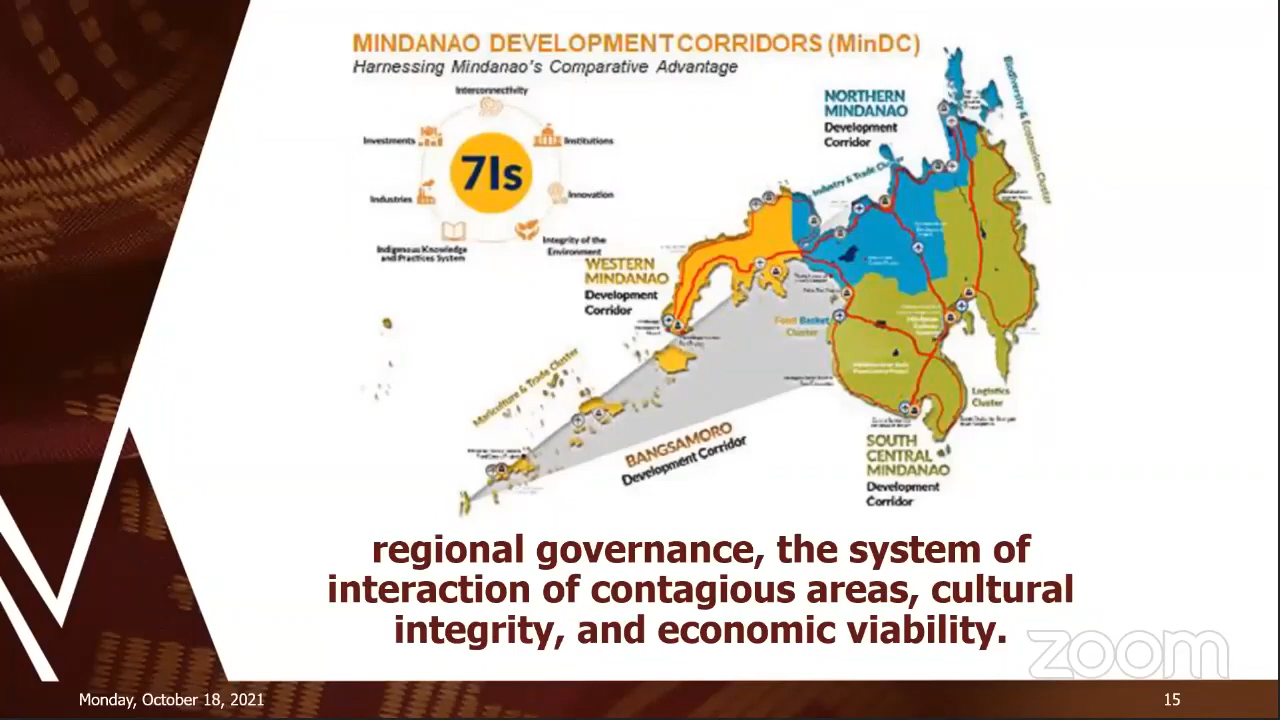 MINDANAO DEVELOPMENT CORRIDORS (MinDC)
Harnessing Mindanao's Comparative Advantage
Interconnectivity
Investments
Institutions
7Is
Industries
Innovation
Indigenous Knowledge
and Practices System
Integrity of the
Environment
NORTHERN
MINDANAO
Development
Corridor
Biodiversity & Ecotourism Cluster
Industry & Trade Cluster
WESTERN
MINDANAO
Development
Corridor
Food Basket
Cluster
Mariculture & Trade Cluster
Logistics
Cluster
BANGSAMORO
Development Corridor
SOUTH
CENTRAL
MINDANAO
Development
Corridor
regional governance, the system of
interaction of contagious areas, cultural
integrity, and economic viability.
zoom
Monday, October 18, 2021
15